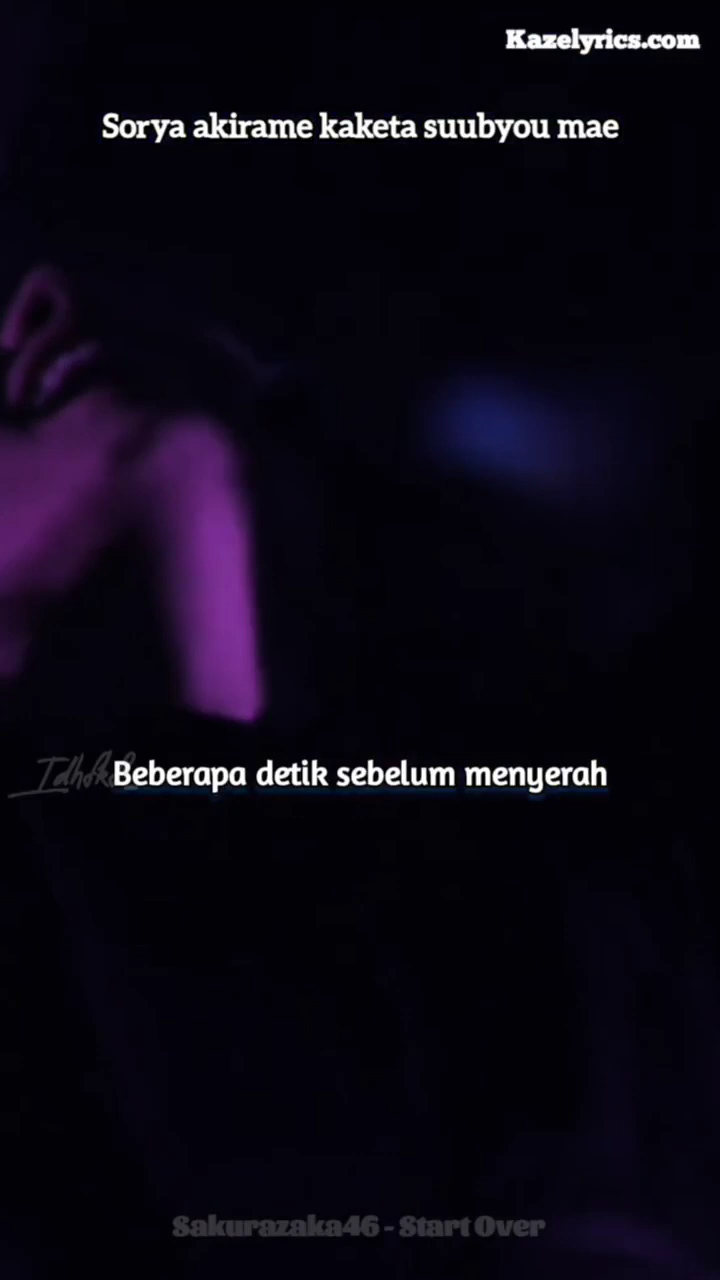 Kazelyrics.com
Sorya akirame kaketa suubyou mae
Beberapa detik sebelum menyerah
Sakurazaka46 - Start Over